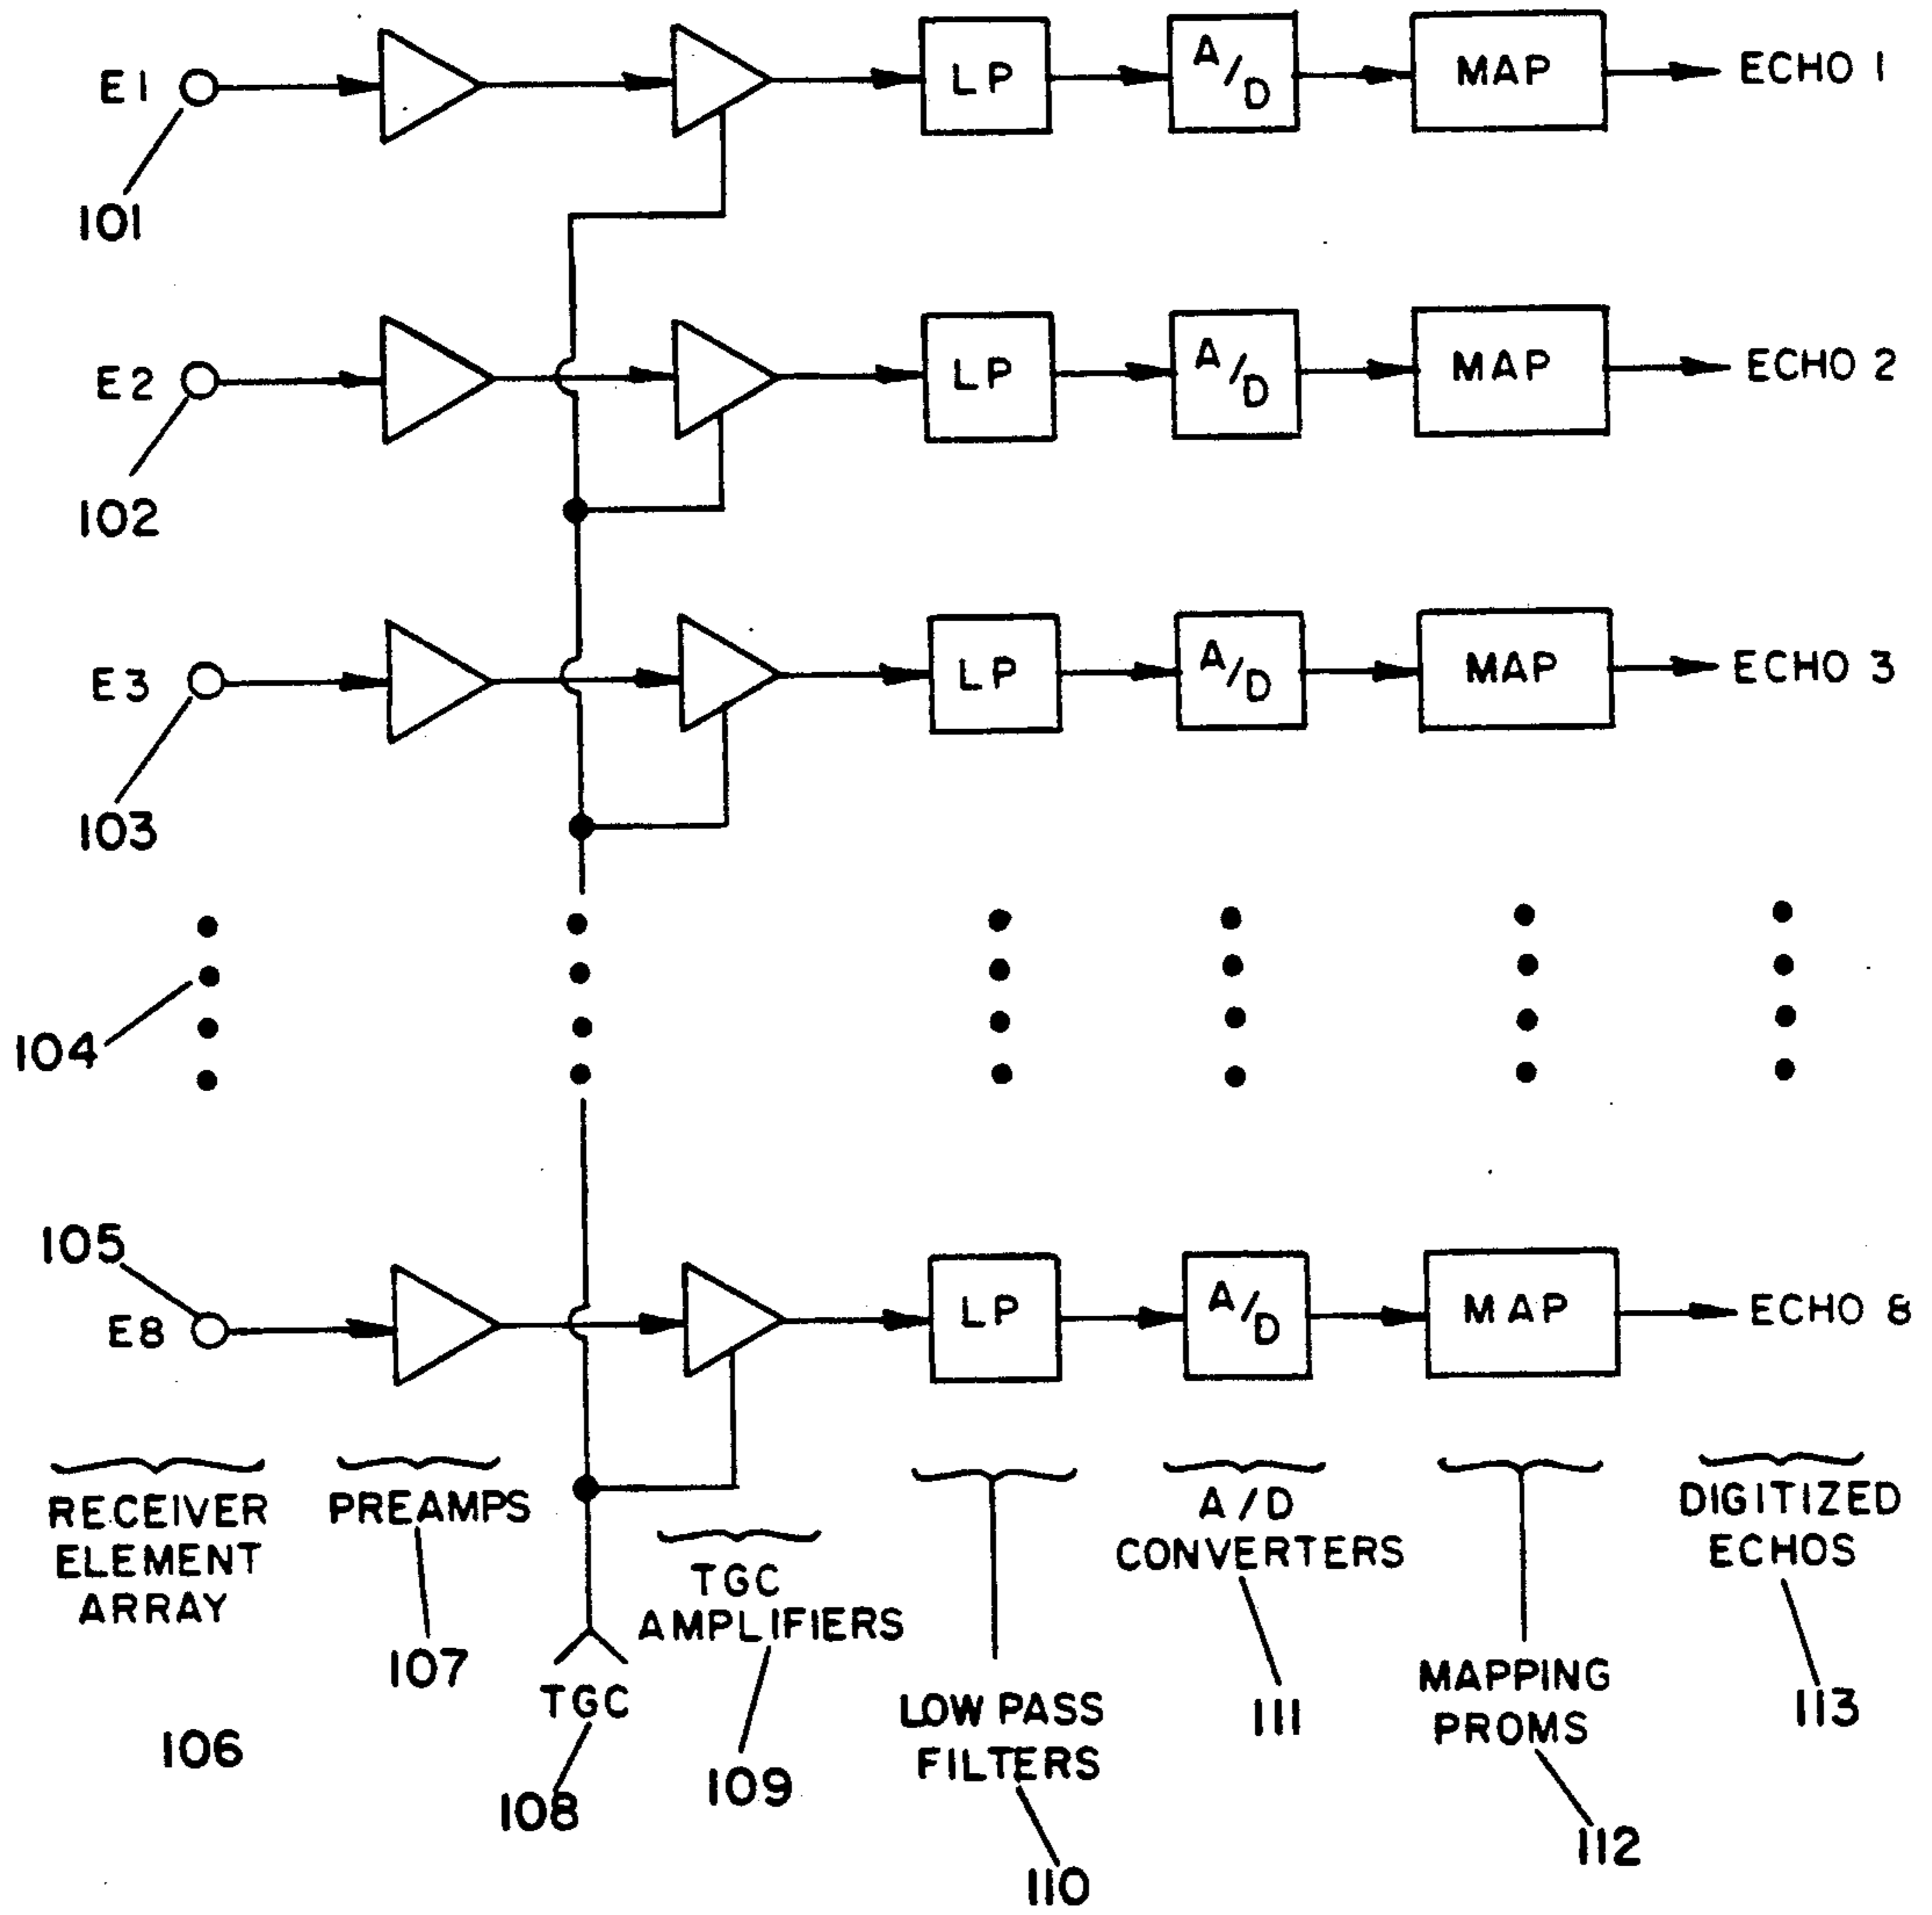 E1 LP A/D MAP ECHO 1
101
E2 LP A/D MAP ECHO 2
102
E3 LP A/D MAP ECHO 3
103
104
105
E8 LP A/D MAP ECHO 8
RECEIVER
ELEMENT
ARRAY
106
PREAMPS
107
TGC
108
TGC
AMPLIFIERS
109
LOW PASS
FILTERS
110
A/D
CONVERTERS
111
MAPPING
PROMS
112
DIGITIZED
ECHOS
113